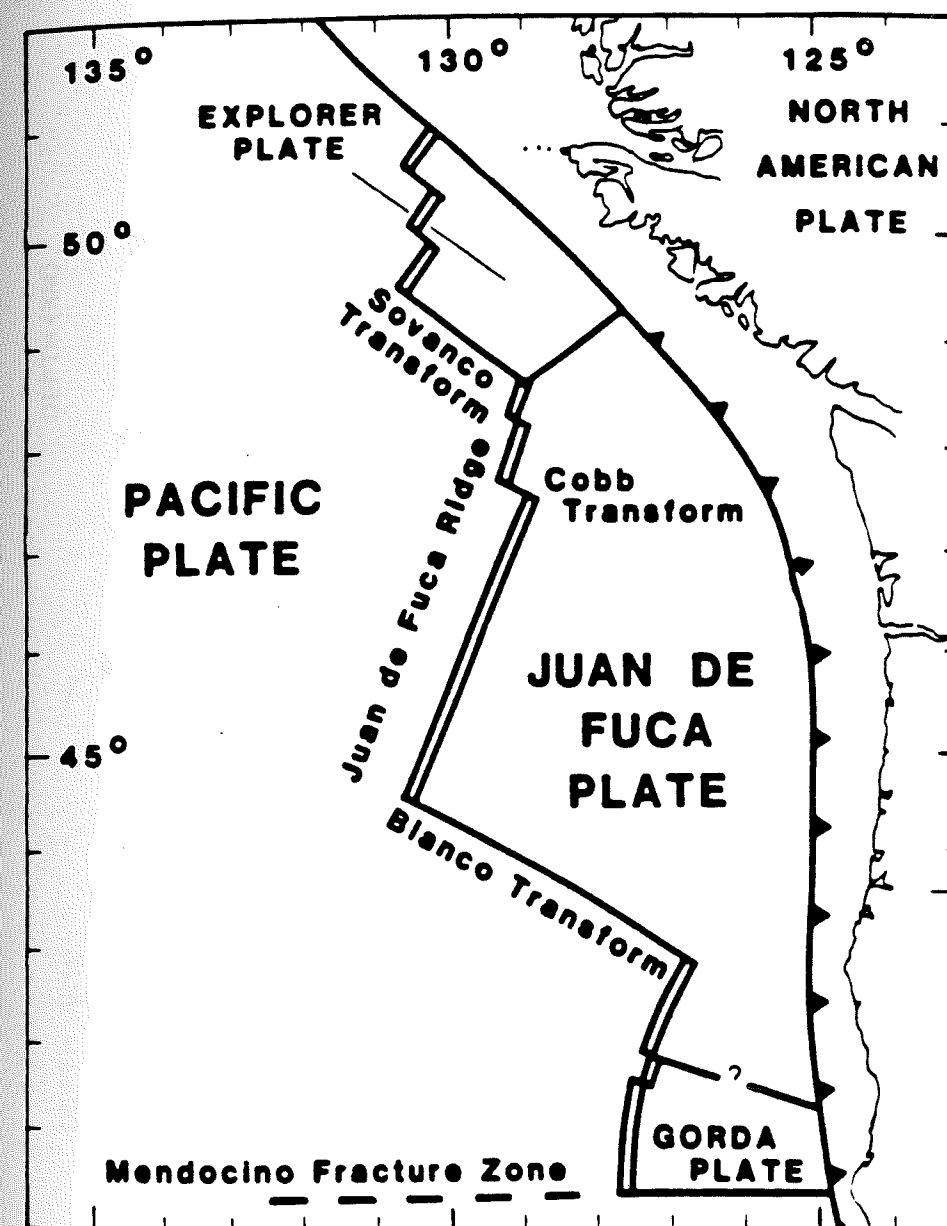 135° 130° 125°
EXPLORER
PLATE
NORTH
AMERICAN
PLATE
50°
Sovanco
Transform
Juan de Fuca Ridge
Cobb
Transform
PACIFIC
PLATE
JUAN DE
FUCA
PLATE
45°
Blanco Transform
?
GORDA
PLATE
Mendocino Fracture Zone